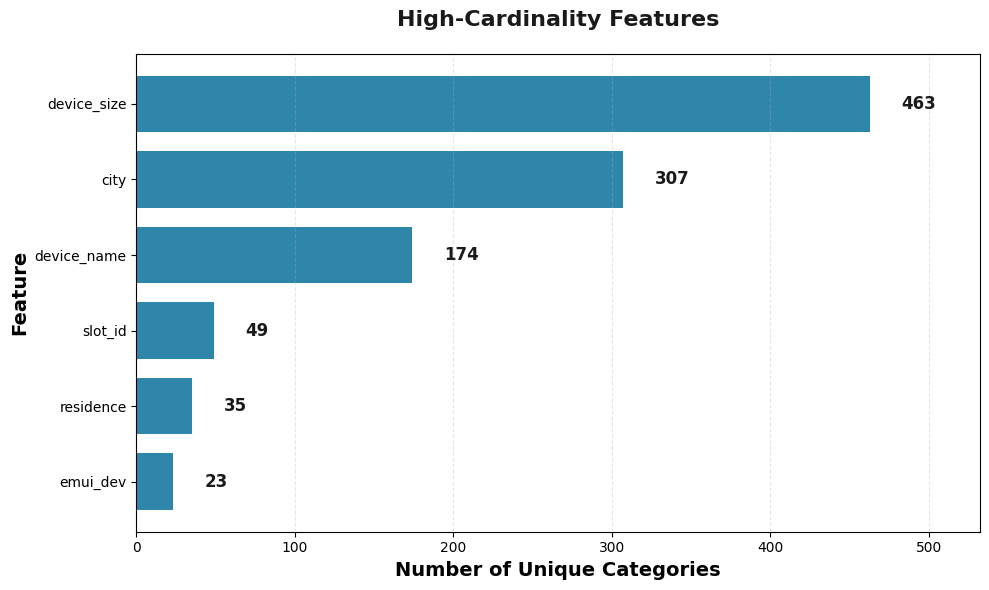 High-Cardinality Features
Feature
device_size
463
city
307
device_name
174
slot_id
49
residence
35
emui_dev
23
0 100 200 300 400 500
Number of Unique Categories